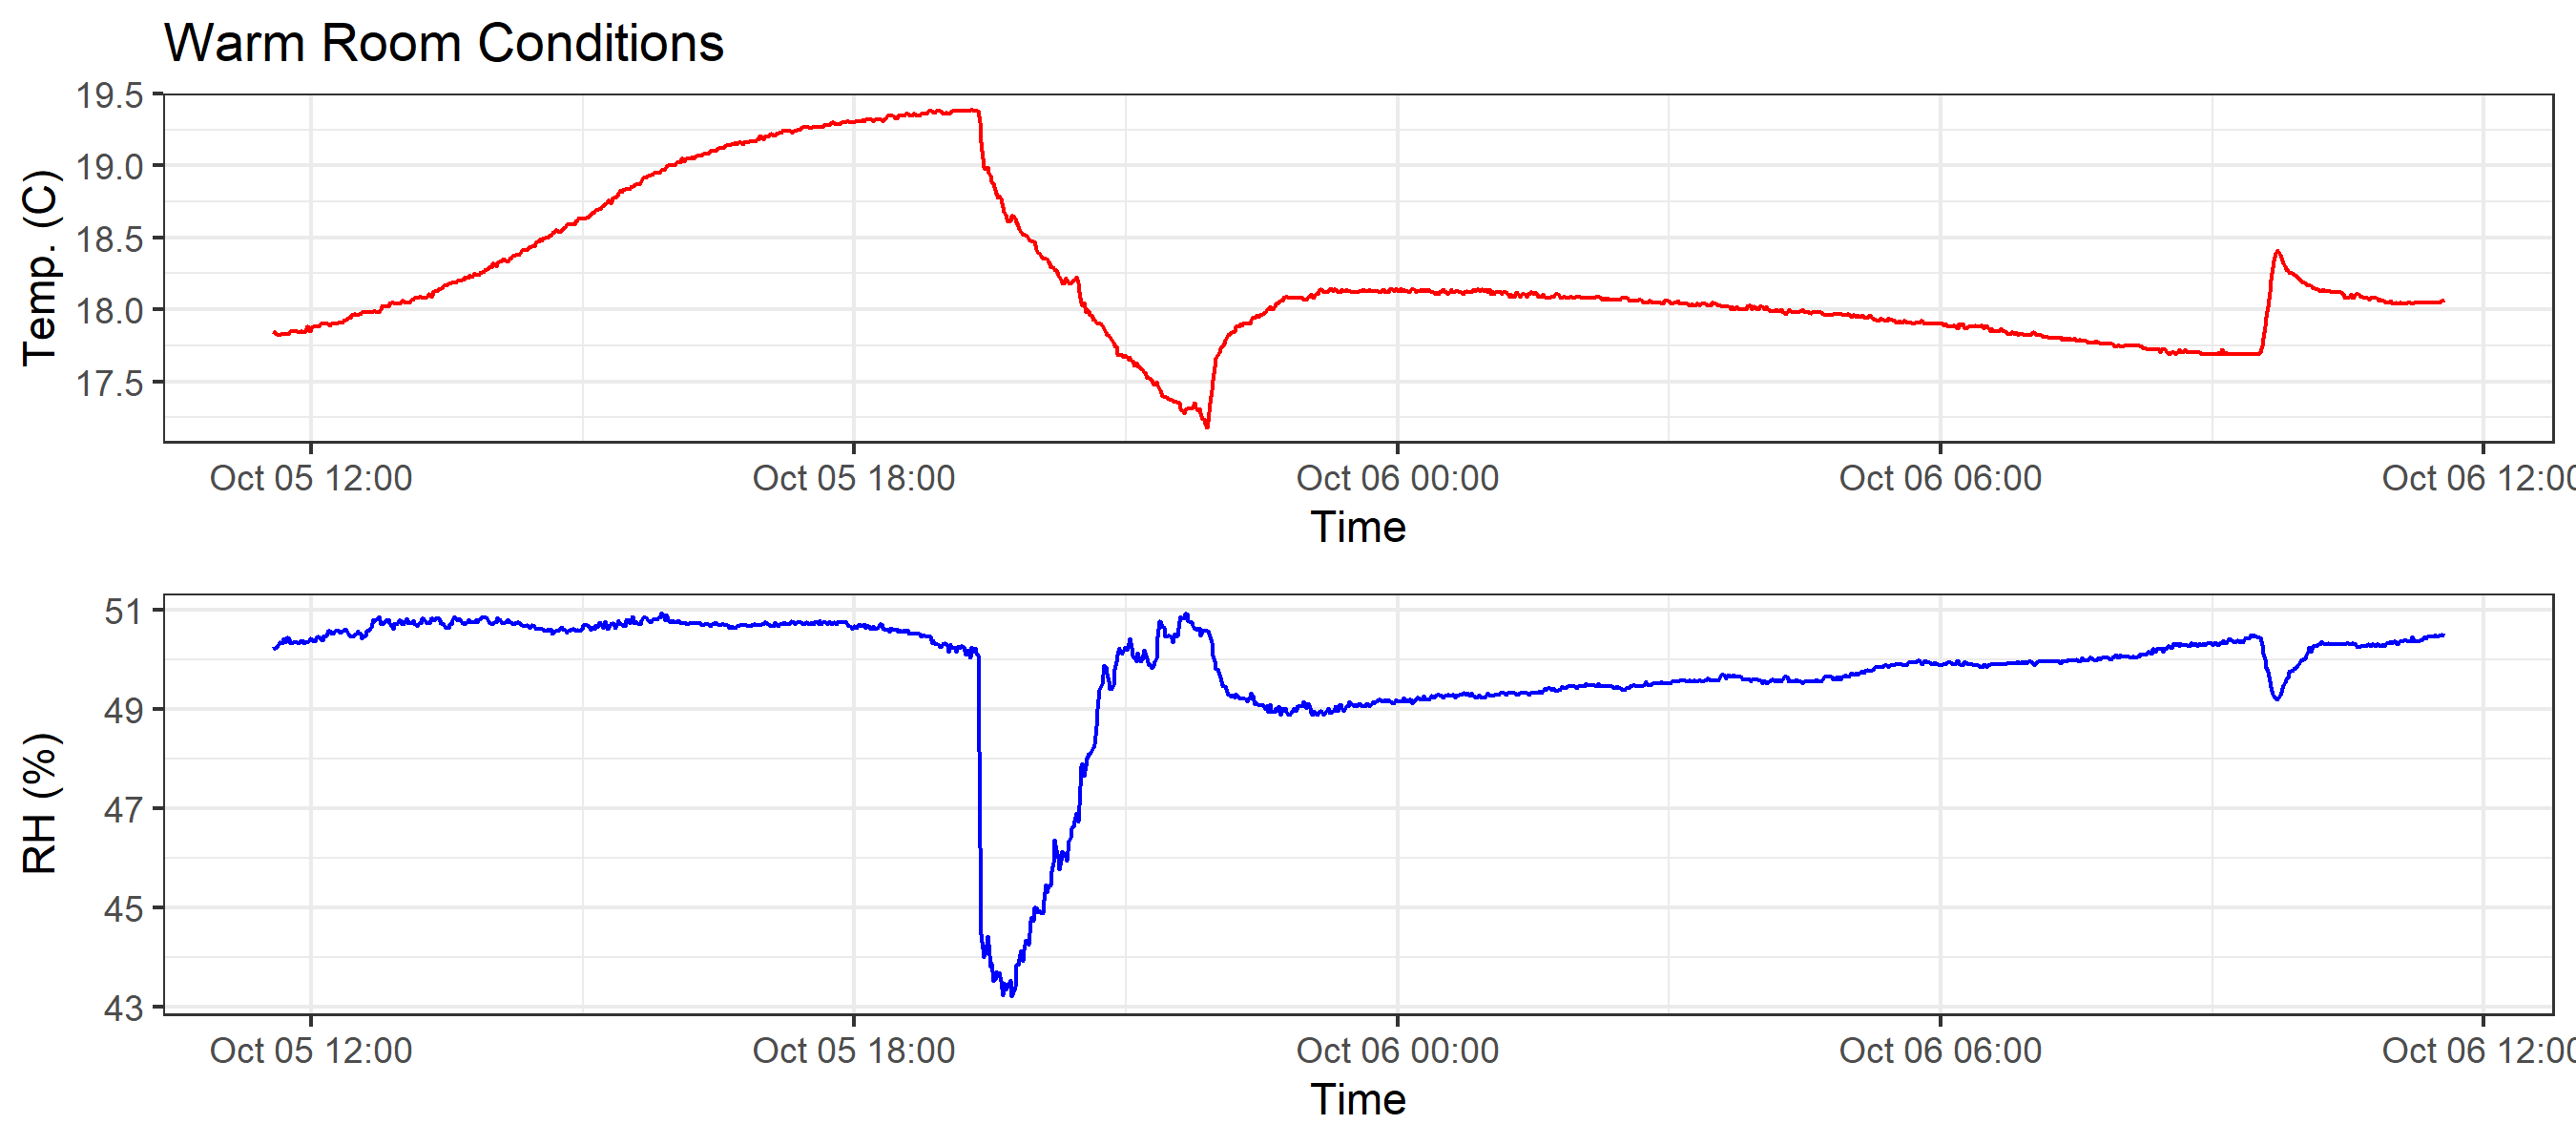 Warm Room Conditions
19.5
19.0
18.5
18.0
17.5
Temp. (C)
Oct 05 12:00 Oct 05 18:00 Oct 06 00:00 Oct 06 06:00 Oct 06 12:00
Time
51
49
47
45
43
RH (%)
Oct 05 12:00 Oct 05 18:00 Oct 06 00:00 Oct 06 06:00 Oct 06 12:00
Time